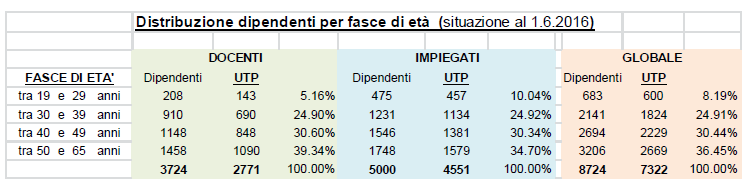 Distribuzione dipendenti per fasce di età (situazione al 1.6.2016)
DOCENTI IMPIEGATI GLOBALE
FASCE DI ETA' Dipendenti UTP Dipendenti UTP Dipendenti UTP
tra 19 e 29 anni 208 143 5.16% 475 457 10.04% 683 600 8.19%
tra 30 e 39 anni 910 690 24.90% 1231 1134 24.92% 2141 1824 24.91%
tra 40 e 49 anni 1148 848 30.60% 1546 1381 30.34% 2694 2229 30.44%
tra 50 e 65 anni 1458 1090 39.34% 1748 1579 34.70% 3206 2669 36.45%
3724 2771 100.00% 5000 4551 100.00% 8724 7322 100.00%